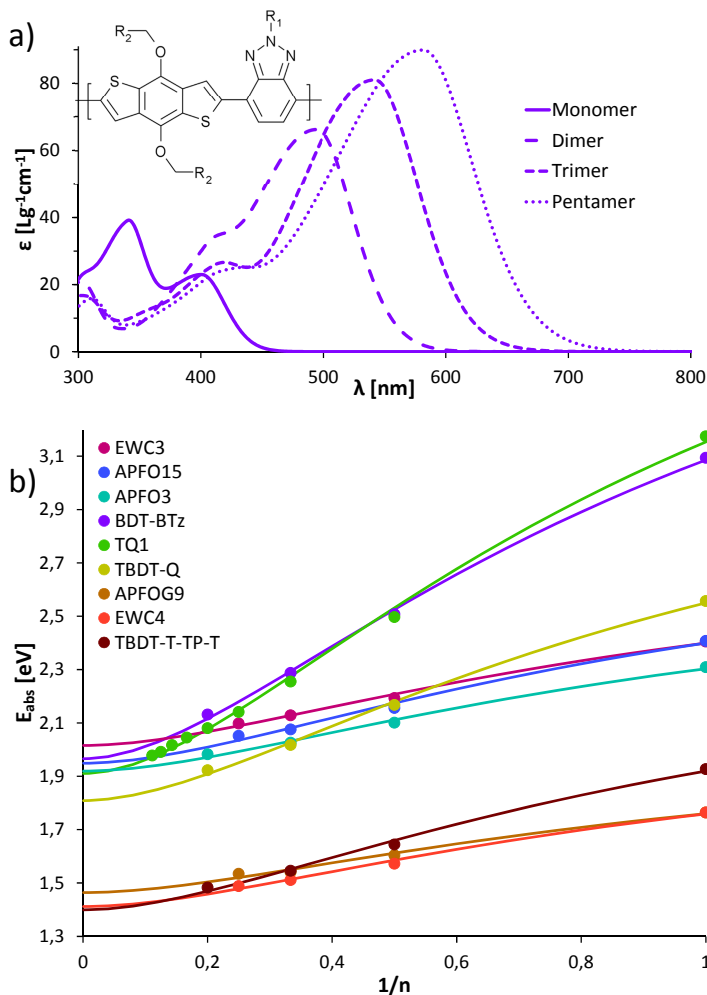 a)
R1
R2
N
N
N
O
S
S
O
R2
ε [Lg⁻¹cm⁻¹]
80
60
40
20
0
300
400
500
600
700
800
λ [nm]
Monomer
Dimer
Trimer
Pentamer
b)
EWC3
APFO15
APFO3
BDT-BTz
TQ1
TBDT-Q
APFOG9
EWC4
TBDT-T-TP-T
Eabs [eV]
3,1
2,9
2,7
2,5
2,3
2,1
1,9
1,7
1,5
1,3
0
0,2
0,4
0,6
0,8
1
1/n